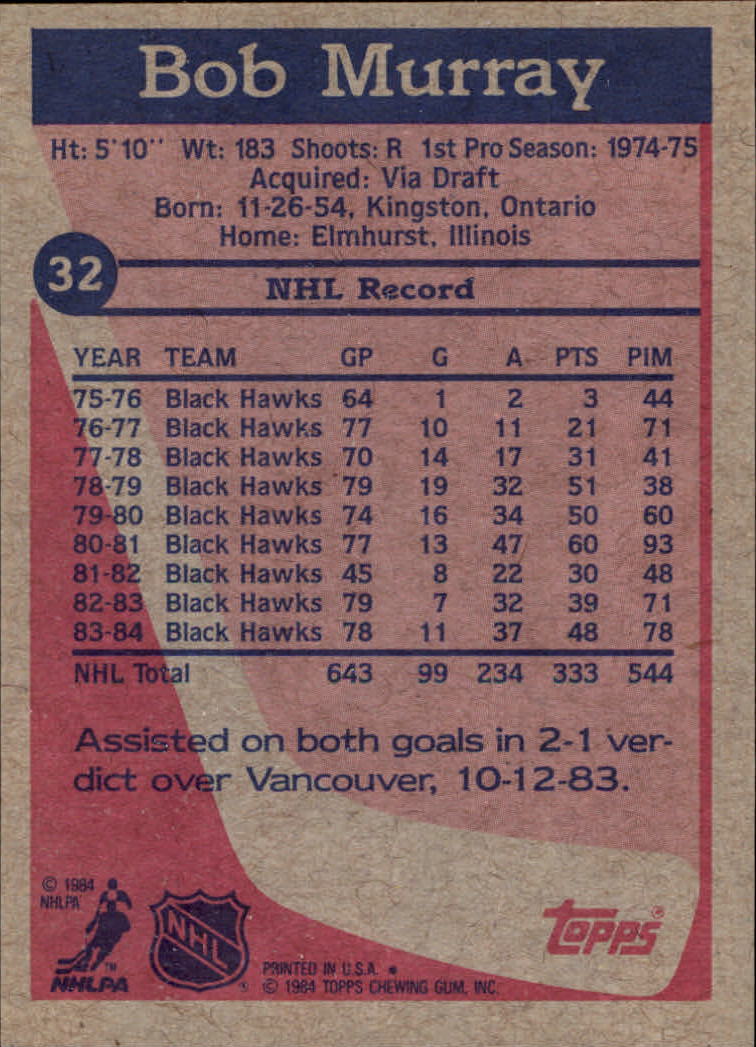 Bob Murray
Ht: 5'10" Wt: 183 Shoots: R 1st Pro Season: 1974-75
Acquired: Via Draft
Born: 11-26-54, Kingston, Ontario
Home: Elmhurst, Illinois
32
NHL Record
YEAR TEAM GP G A PTS PIM
75-76 Black Hawks 64 1 2 3 44
76-77 Black Hawks 77 10 11 21 71
77-78 Black Hawks 70 14 17 31 41
78-79 Black Hawks 79 19 32 51 38
79-80 Black Hawks 74 16 34 50 60
80-81 Black Hawks 77 13 47 60 93
81-82 Black Hawks 45 8 22 30 48
82-83 Black Hawks 79 7 32 39 71
83-84 Black Hawks 78 11 37 48 78
NHL Total 643 99 234 333 544
Assisted on both goals in 2-1 ver-
dict over Vancouver, 10-12-83.
© 1984
NHLPA
TM
NHLPA
NHL
®
topps®
PRINTED IN U.S.A. •
© 1984 TOPPS CHEWING GUM, INC.